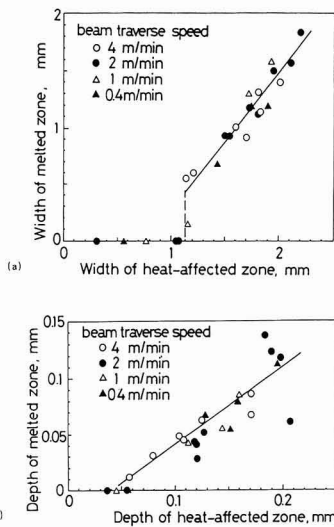 2
beam traverse speed
○ 4 m/min
● 2 m/min
△ 1 m/min
▲ 0.4m/min
1
0
Width of melted zone, mm
0 1 2
(a)
Width of heat-affected zone, mm
0.15
beam traverse speed
○ 4 m/min
● 2 m/min
△ 1 m/min
▲ 04 m/min
0.1
0.05
0
Depth of melted zone, mm
0 0.1 0.2
)
Depth of heat-affected zone, mm